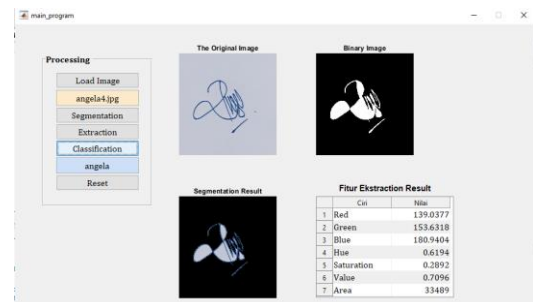 main_program
Processing
Load Image
angela4.jpg
Segmentation
Extraction
Classification
angela
Reset
The Original Image
Binary Image
Segmentation Result
Fitur Ekstraction Result
Ciri Nilai
1 Red 139.0377
2 Green 153.6318
3 Blue 180.9404
4 Hue 0.6194
5 Saturation 0.2892
6 Value 0.7096
7 Area 33489